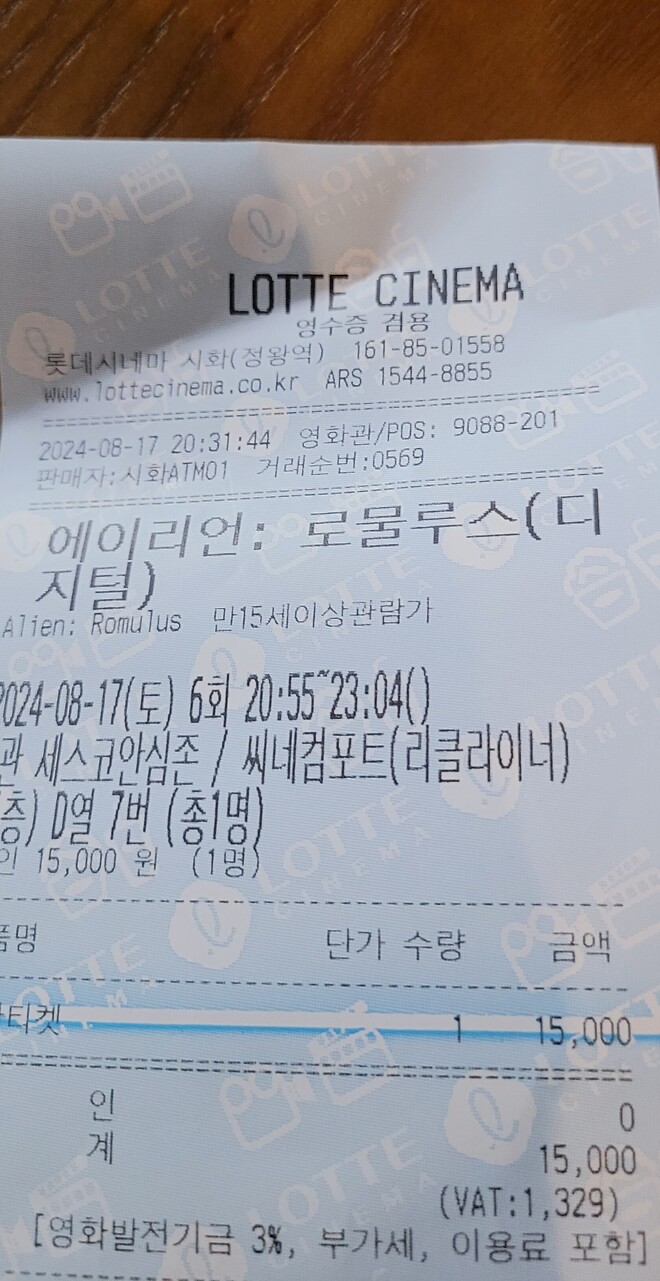 LOTTE CINEMA
영수증 겸용
롯데시네마 시화(정왕역) 161-85-01558
www.lottecinema.co.kr ARS 1544-8855
2024-08-17 20:31:44 영화관/POS: 9088-201
판매자:시화ATM01 거래순번:0569
에이리언: 로물루스(디
지털)
Alien: Romulus 만15세이상관람가
2024-08-17(토) 6회 20:55~23:04()
관 세스코안심존 / 씨네컴포트(리클라이너)
층) D열 7번 (총1명)
인 15,000 원 (1명)
품명 단가 수량 금액
티켓 1 15,000
인 0
계 15,000
(VAT:1,329)
[영화발전기금 3%, 부가세, 이용료 포함]